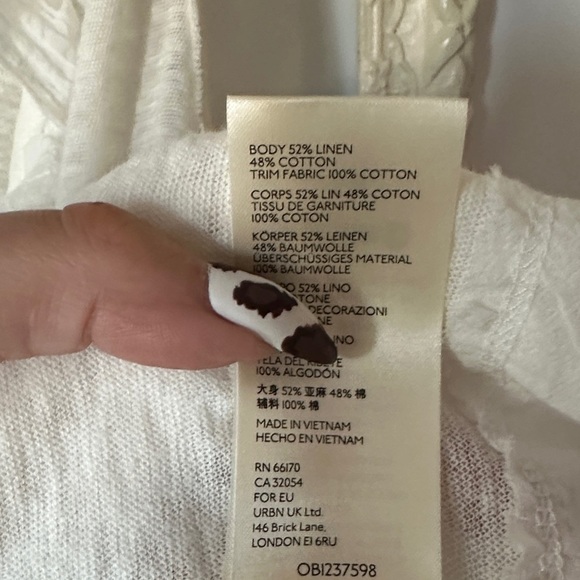 BODY 52% LINEN
48% COTTON
TRIM FABRIC 100% COTTON
CORPS 52% LIN 48% COTON
TISSU DE GARNITURE
100% COTON
KÖRPER 52% LEINEN
48% BAUMWOLLE
ÜBERSCHÜSSIGES MATERIAL
100% BAUMWOLLE
52% LINO
100% ALGODÓN
大身 52% 亚麻 48% 棉
辅料 100% 棉
MADE IN VIETNAM
HECHO EN VIETNAM
RN 66170
CA 32054
FOR EU
URBN UK Ltd.
146 Brick Lane,
LONDON E1 6RU
OB1237598